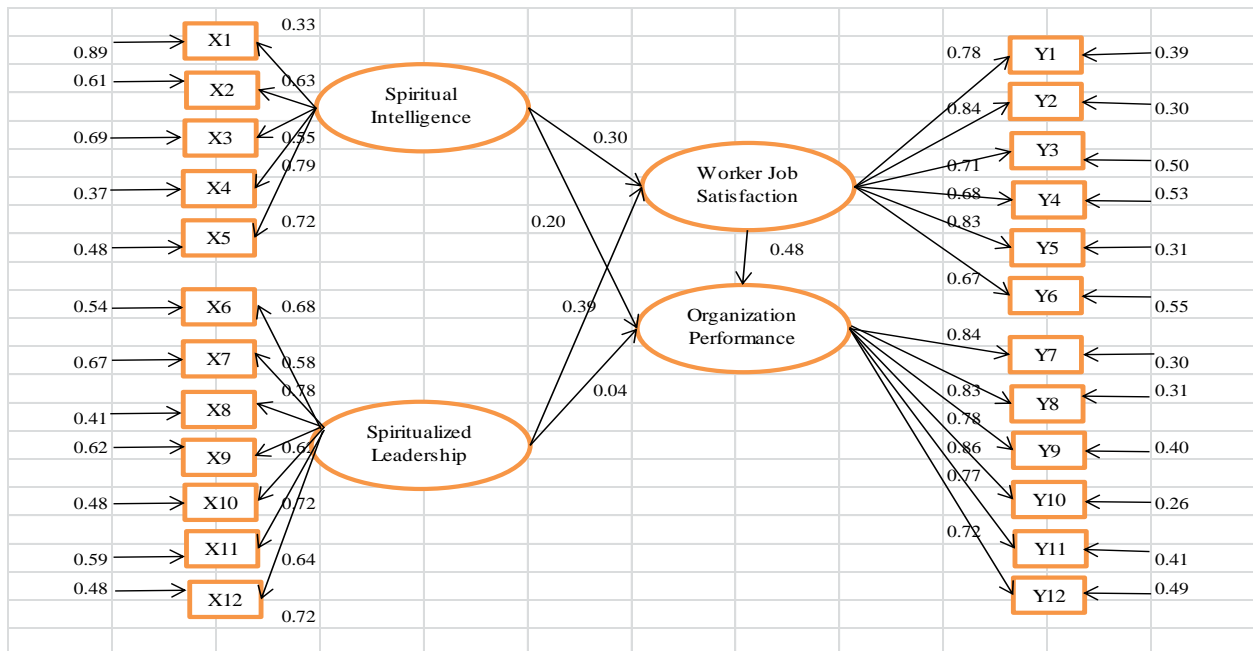 0.89
0.61
0.69
0.37
0.48
X1
X2
X3
X4
X5
0.33
0.63
0.55
0.79
0.72
Spiritual
Intelligence
0.54
0.67
0.41
0.62
0.48
0.59
0.48
X6
X7
X8
X9
X10
X11
X12
0.68
0.58
0.78
0.62
0.72
0.64
0.72
Spiritualized
Leadership
0.30
0.20
0.39
0.04
Worker Job
Satisfaction
0.48
Organization
Performance
0.78
0.84
0.71
0.68
0.83
0.67
Y1
Y2
Y3
Y4
Y5
Y6
0.39
0.30
0.50
0.53
0.31
0.55
0.84
0.83
0.78
0.86
0.77
0.72
Y7
Y8
Y9
Y10
Y11
Y12
0.30
0.31
0.40
0.26
0.41
0.49